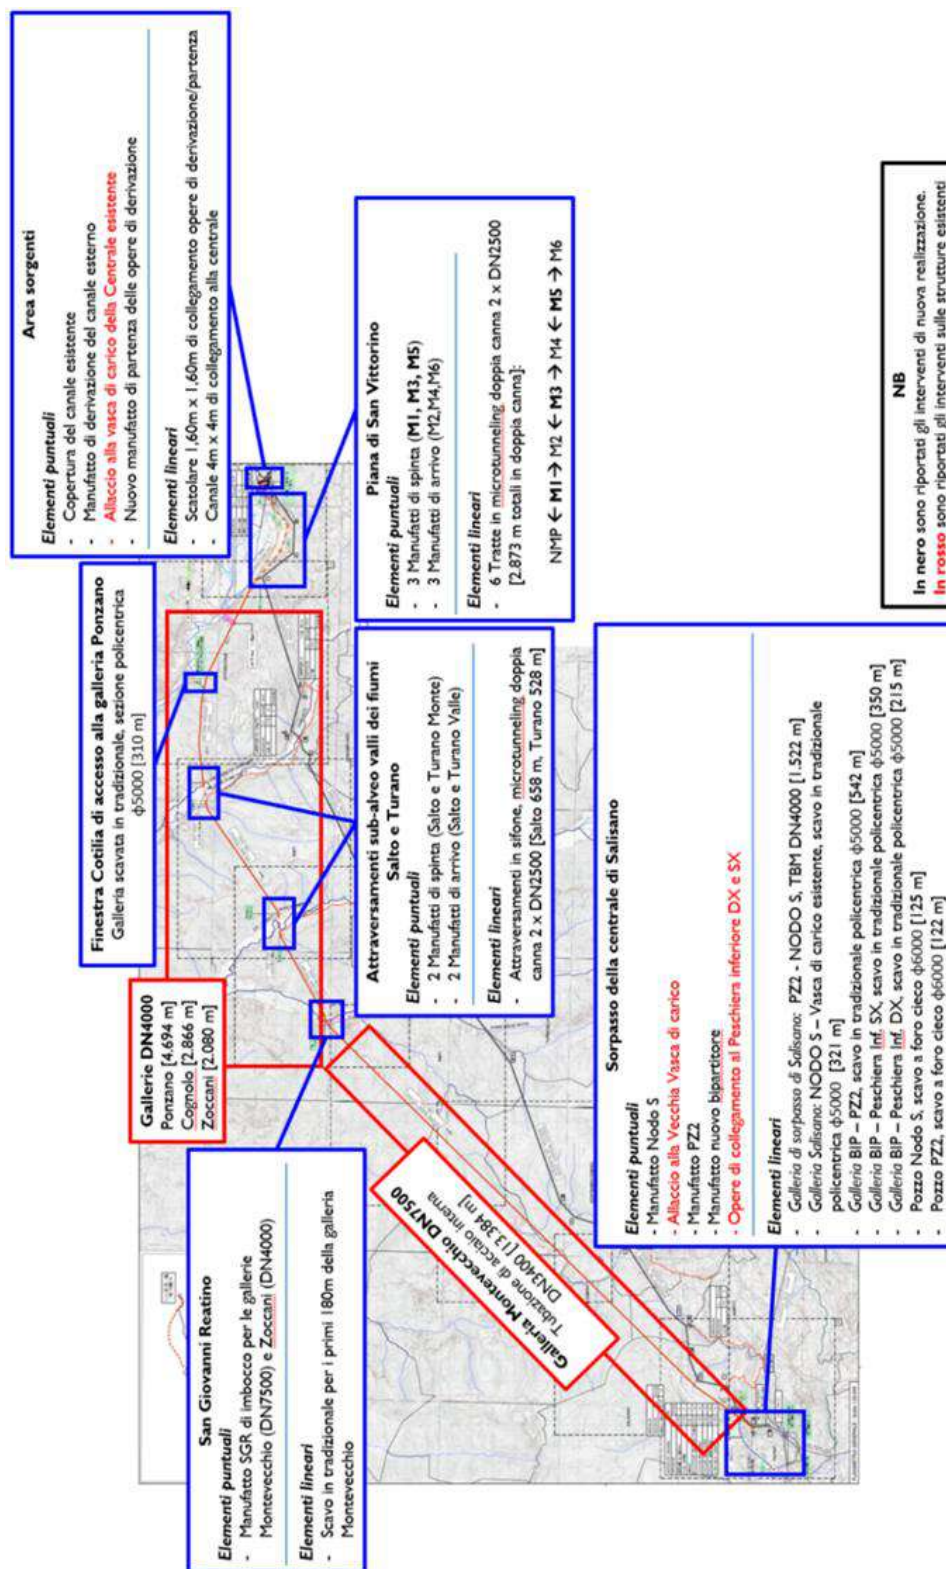 Area sorgenti
Elementi puntuali
- Copertura del canale esistente
- Manufatto di derivazione del canale esterno
- Allaccio alla vasca di carico della Centrale esistente
- Nuovo manufatto di partenza delle opere di derivazione
Elementi lineari
- Scatolare 1,60m x 1,60m di collegamento opere di derivazione/partenza
- Canale 4m x 4m di collegamento alla centrale
Finestra Cotilia di accesso alla galleria Ponzano
Galleria scavata in tradizionale, sezione policentrica
ϕ5000 [310 m]
Gallerie DN4000
Ponzano [4.694 m]
Cognolo [2.866 m]
Zoccani [2.080 m]
San Giovanni Reatino
Elementi puntuali
- Manufatto SGR di imbocco per le gallerie
Montevecchio (DN7500) e Zoccani (DN4000)
Elementi lineari
- Scavo in tradizionale per i primi 180m della galleria
Montevecchio
Piana di San Vittorino
Elementi puntuali
- 3 Manufatti di spinta (M1, M3, M5)
- 3 Manufatti di arrivo (M2,M4,M6)
Elementi lineari
- 6 Tratte in microtunneling doppia canna 2 x DN2500
[2.873 m totali in doppia canna]:
NMP ← M1 → M2 ← M3 → M4 ← M5 → M6
Attraversamenti sub-alveo valli dei fiumi
Salto e Turano
Elementi puntuali
- 2 Manufatti di spinta (Salto e Turano Monte)
- 2 Manufatti di arrivo (Salto e Turano Valle)
Elementi lineari
- Attraversamenti in sifone, microtunneling doppia
canna 2 x DN2500 [Salto 658 m, Turano 528 m]
Galleria Montevecchio DN7500
Tubazione di acciaio interna
DN3400 [13.384 m]
Sorpasso della centrale di Salisano
Elementi puntuali
- Manufatto Nodo S
- Allaccio alla Vecchia Vasca di carico
- Manufatto PZ2
- Manufatto nuovo bipartitore
- Opere di collegamento al Peschiera inferiore DX e SX
Elementi lineari
- Galleria di sorpasso di Salisano: PZ2 - NODO S, TBM DN4000 [1.522 m]
- Galleria Salisano: NODO S – Vasca di carico esistente, scavo in tradizionale
policentrica ϕ5000 [321 m]
- Galleria BIP – PZ2, scavo in tradizionale policentrica ϕ5000 [542 m]
- Galleria BIP – Peschiera Inf. SX, scavo in tradizionale policentrica ϕ5000 [350 m]
- Galleria BIP – Peschiera Inf. DX, scavo in tradizionale policentrica ϕ5000 [215 m]
- Pozzo Nodo S, scavo a foro cieco ϕ6000 [125 m]
- Pozzo PZ2, scavo a foro cieco ϕ6000 [122 m]
NB
In nero sono riportati gli interventi di nuova realizzazione.
In rosso sono riportati gli interventi sulle strutture esistenti